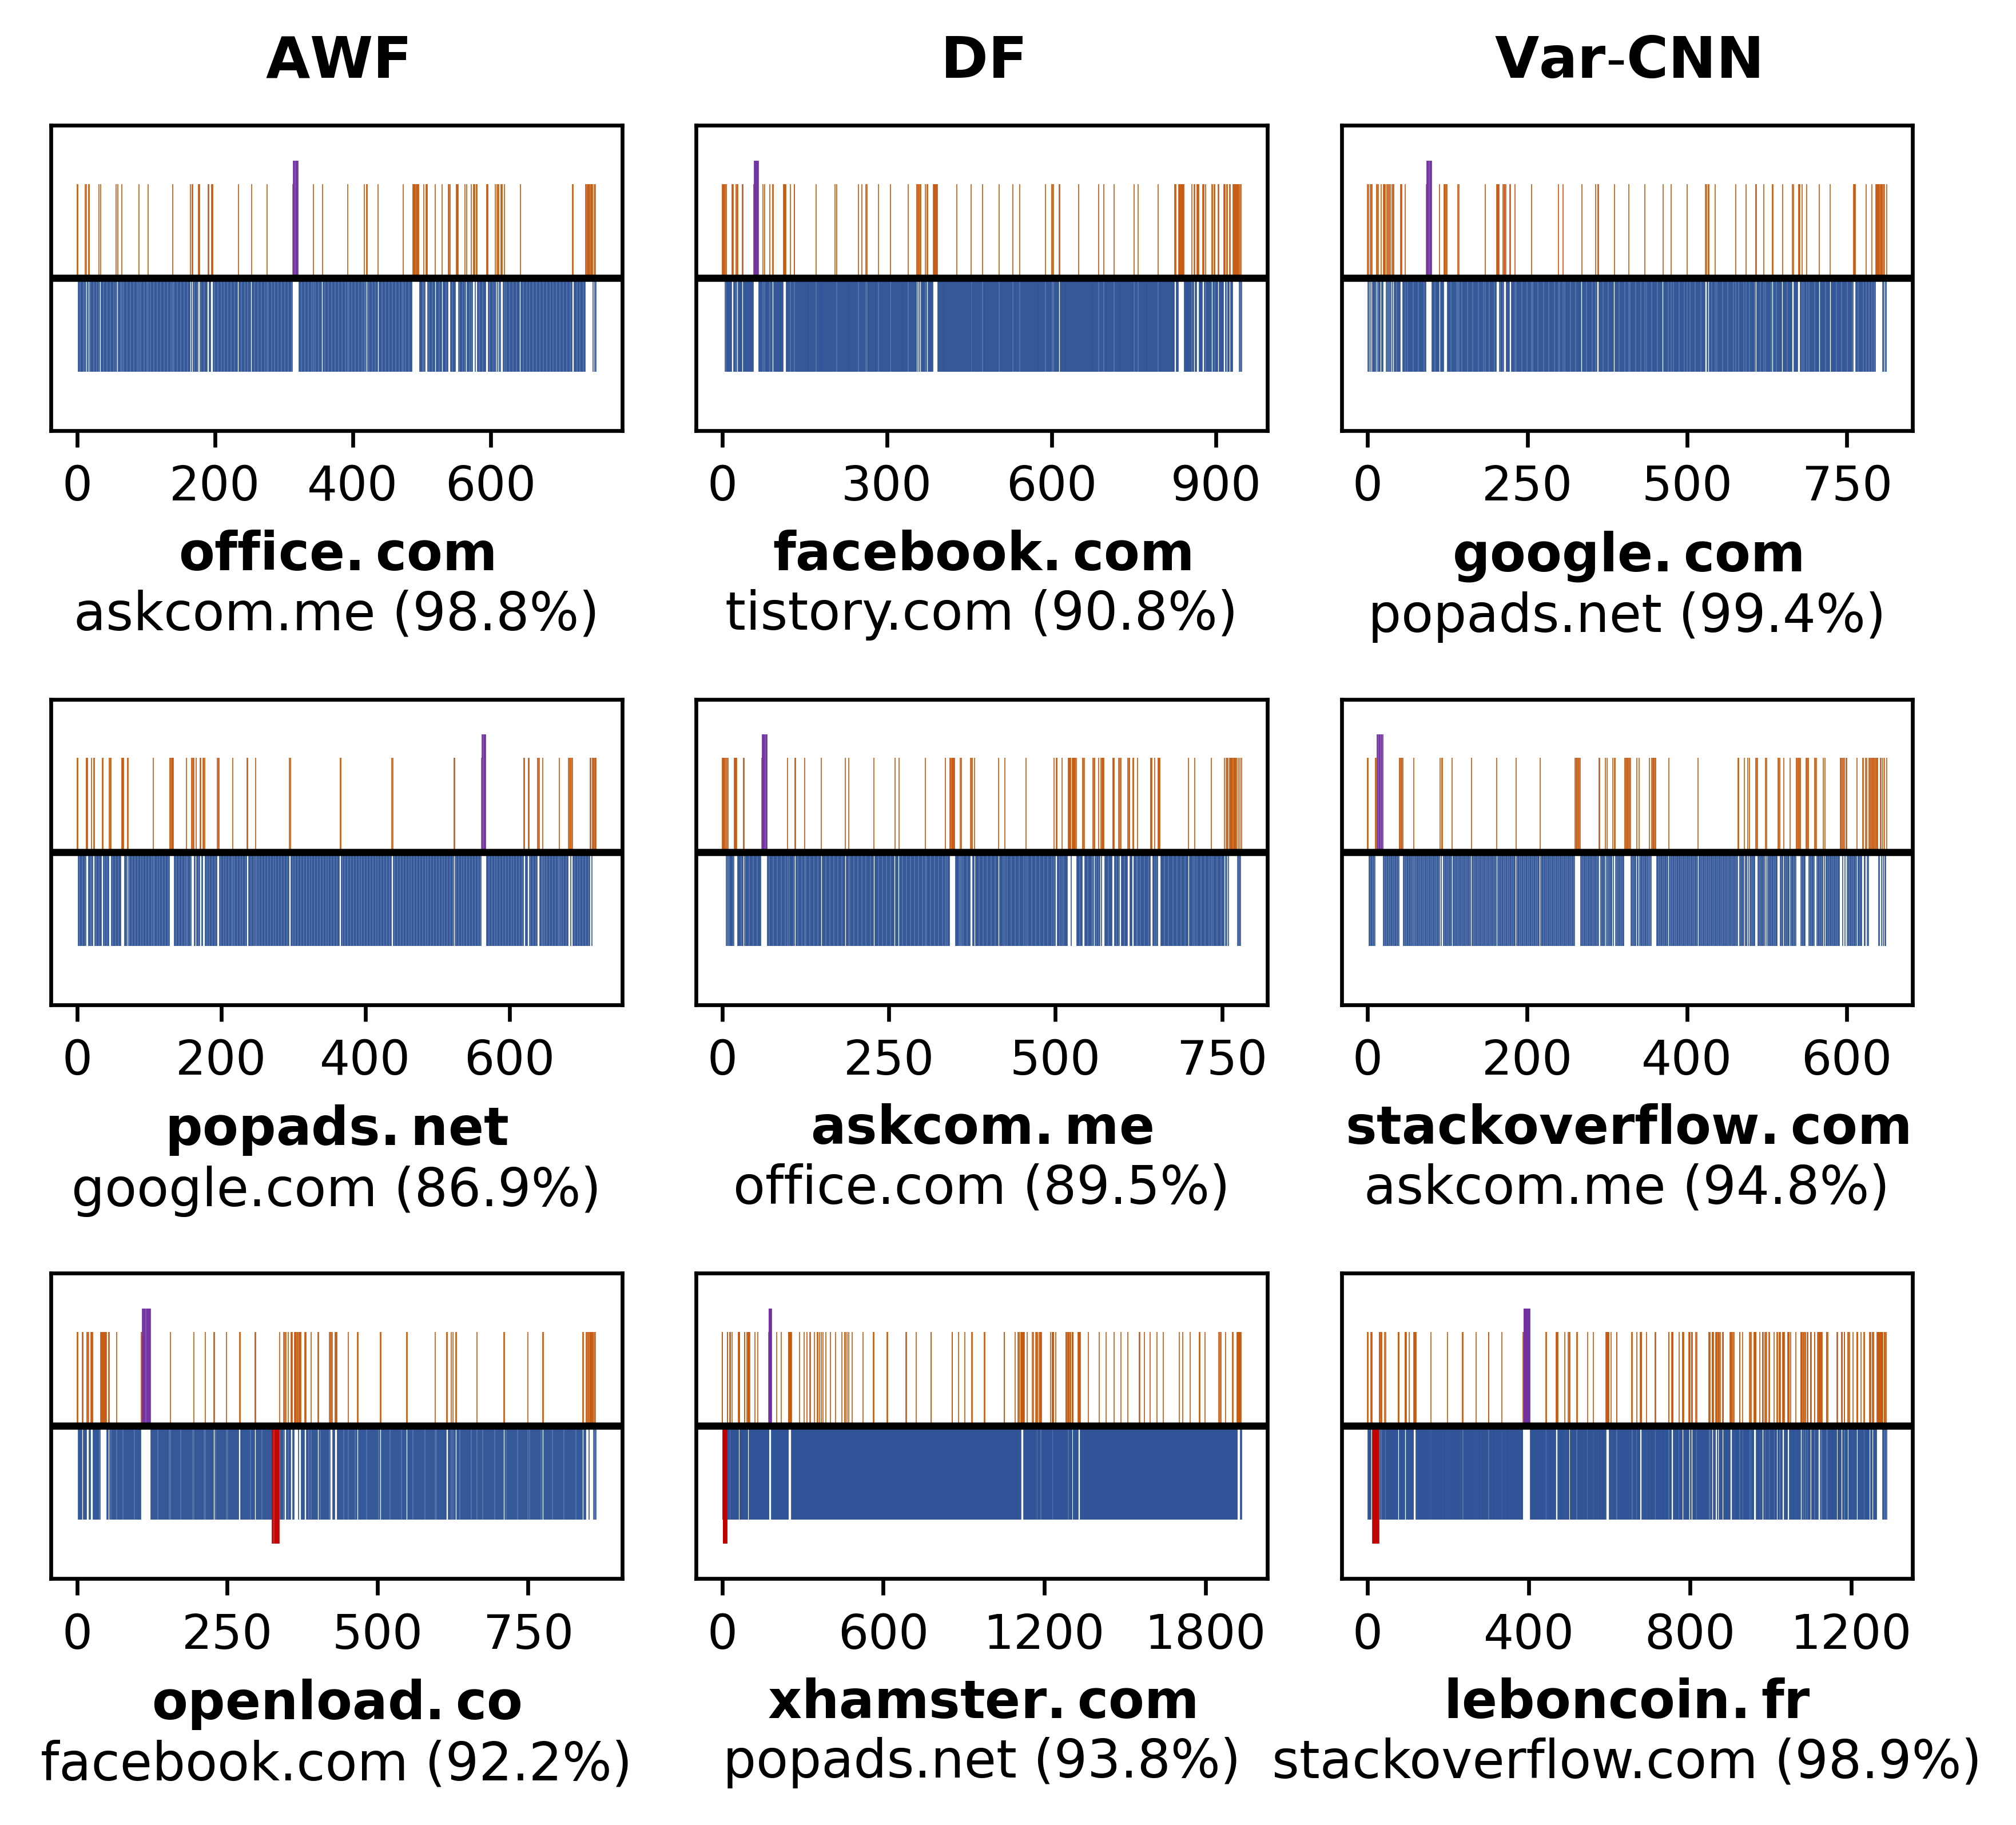 AWF DF Var-CNN
0 200 400 600 0 300 600 900 0 250 500 750
office. com facebook. com google. com
askcom.me (98.8%) tistory.com (90.8%) popads.net (99.4%)
0 200 400 600 0 250 500 750 0 200 400 600
popads. net askcom. me stackoverflow. com
google.com (86.9%) office.com (89.5%) askcom.me (94.8%)
0 250 500 750 0 600 1200 1800 0 400 800 1200
openload. co xhamster. com leboncoin. fr
facebook.com (92.2%) popads.net (93.8%) stackoverflow.com (98.9%)